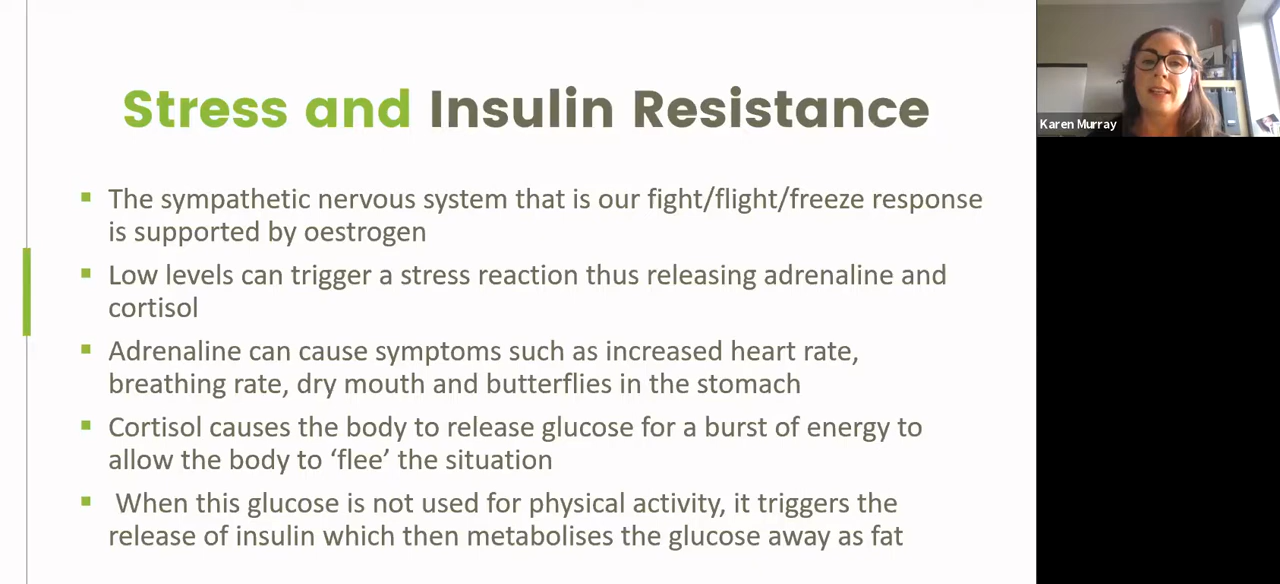 Stress and Insulin Resistance
The sympathetic nervous system that is our fight/flight/freeze response
is supported by oestrogen
Low levels can trigger a stress reaction thus releasing adrenaline and
cortisol
Adrenaline can cause symptoms such as increased heart rate,
breathing rate, dry mouth and butterflies in the stomach
Cortisol causes the body to release glucose for a burst of energy to
allow the body to ‘flee’ the situation
When this glucose is not used for physical activity, it triggers the
release of insulin which then metabolises the glucose away as fat
Karen Murray